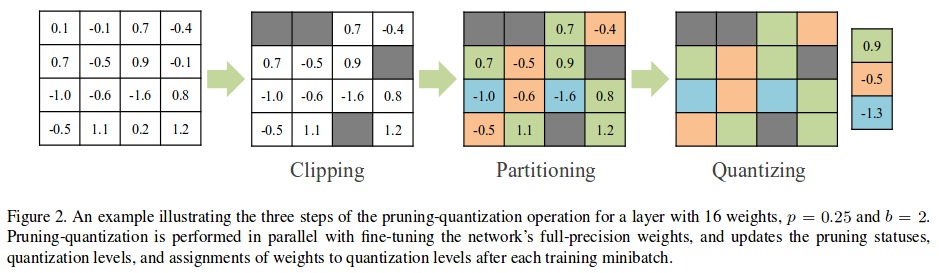 0.1 -0.1 0.7 -0.4
0.7 -0.5 0.9 -0.1
-1.0 -0.6 -1.6 0.8
-0.5 1.1 0.2 1.2
0.7 -0.4
0.7 -0.5 0.9
-1.0 -0.6 -1.6 0.8
-0.5 1.1 1.2
Clipping
0.7 -0.4
0.7 -0.5 0.9
-1.0 -0.6 -1.6 0.8
-0.5 1.1 1.2
Partitioning
Quantizing
0.9
-0.5
-1.3
Figure 2. An example illustrating the three steps of the pruning-quantization operation for a layer with 16 weights, p = 0.25 and b = 2.
Pruning-quantization is performed in parallel with fine-tuning the network's full-precision weights, and updates the pruning statuses,
quantization levels, and assignments of weights to quantization levels after each training minibatch.